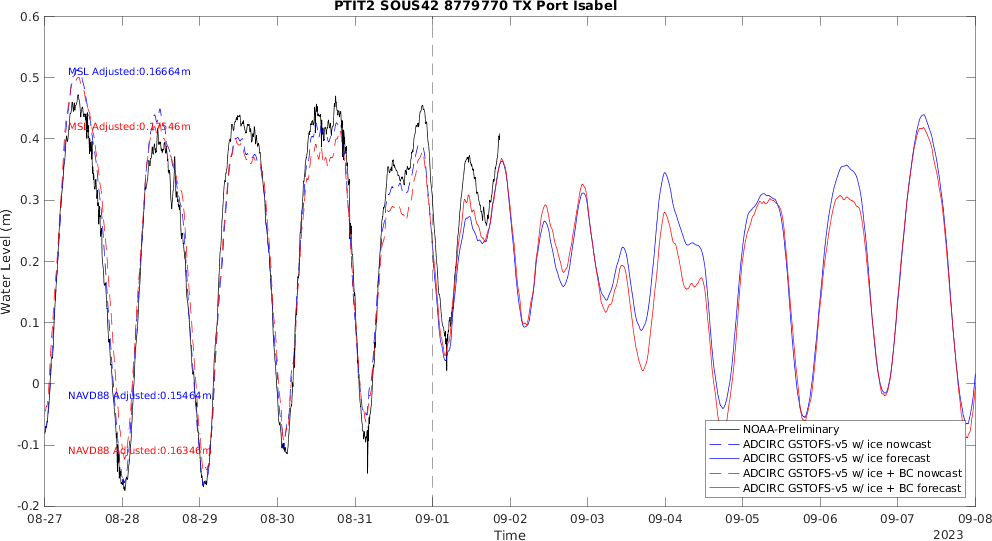 PTIT2 SOUS42 8779770 TX Port Isabel
0.6
0.5
0.4
0.3
0.2
0.1
0
-0.1
-0.2
Water Level (m)
MSL Adjusted:0.16664m
MSL Adjusted:0.17546m
NAVD88 Adjusted:0.15464m
NAVD88 Adjusted:0.16346m
NOAA-Preliminary
ADCIRC GSTOFS-v5 w/ ice nowcast
ADCIRC GSTOFS-v5 w/ ice forecast
ADCIRC GSTOFS-v5 w/ ice + BC nowcast
ADCIRC GSTOFS-v5 w/ ice + BC forecast
08-27 08-28 08-29 08-30 08-31 09-01 09-02 09-03 09-04 09-05 09-06 09-07 09-08
Time
2023